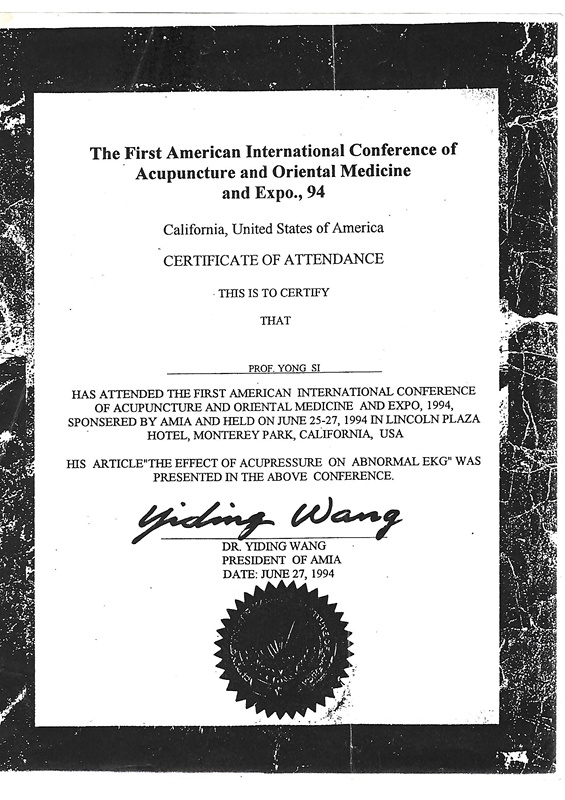 The First American International Conference of
Acupuncture and Oriental Medicine
and Expo., 94
California, United States of America
CERTIFICATE OF ATTENDANCE
THIS IS TO CERTIFY
THAT
PROF. YONG SI
HAS ATTENDED THE FIRST AMERICAN INTERNATIONAL CONFERENCE
OF ACUPUNCTURE AND ORIENTAL MEDICINE AND EXPO, 1994,
SPONSERED BY AMIA AND HELD ON JUNE 25-27, 1994 IN LINCOLN PLAZA
HOTEL, MONTEREY PARK, CALIFORNIA, USA
HIS ARTICLE"THE EFFECT OF ACUPRESSURE ON ABNORMAL EKG" WAS
PRESENTED IN THE ABOVE CONFERENCE.
Yiding Wang
DR. YIDING WANG
PRESIDENT OF AMIA
DATE: JUNE 27, 1994